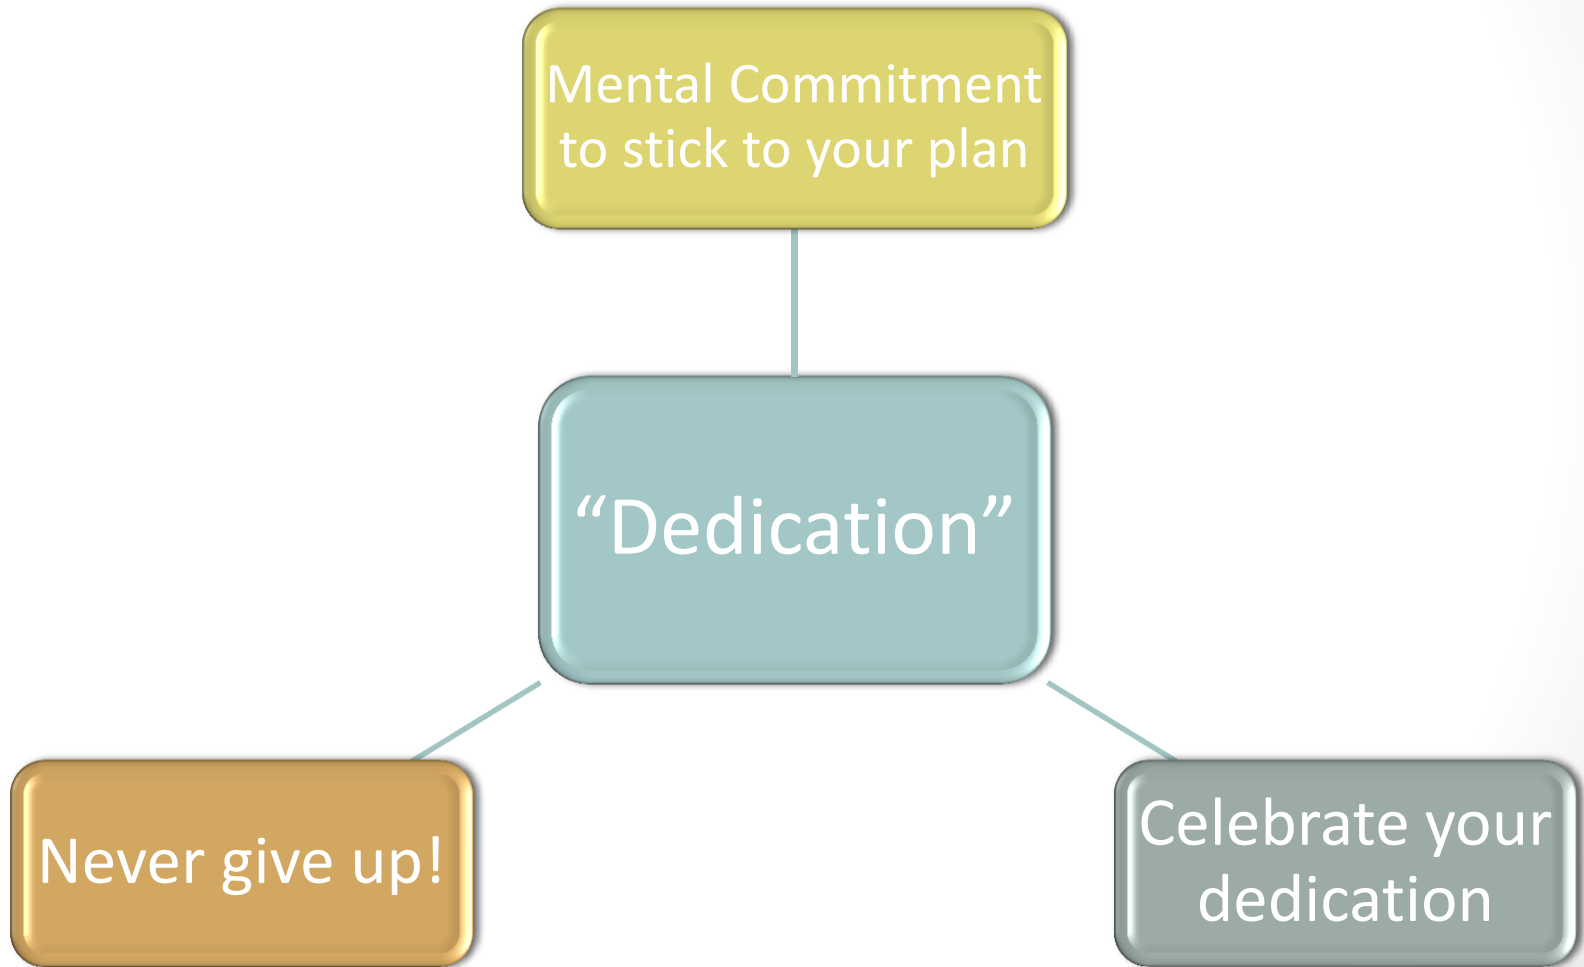 Mental Commitment
to stick to your plan
“Dedication”
Never give up!
Celebrate your
dedication